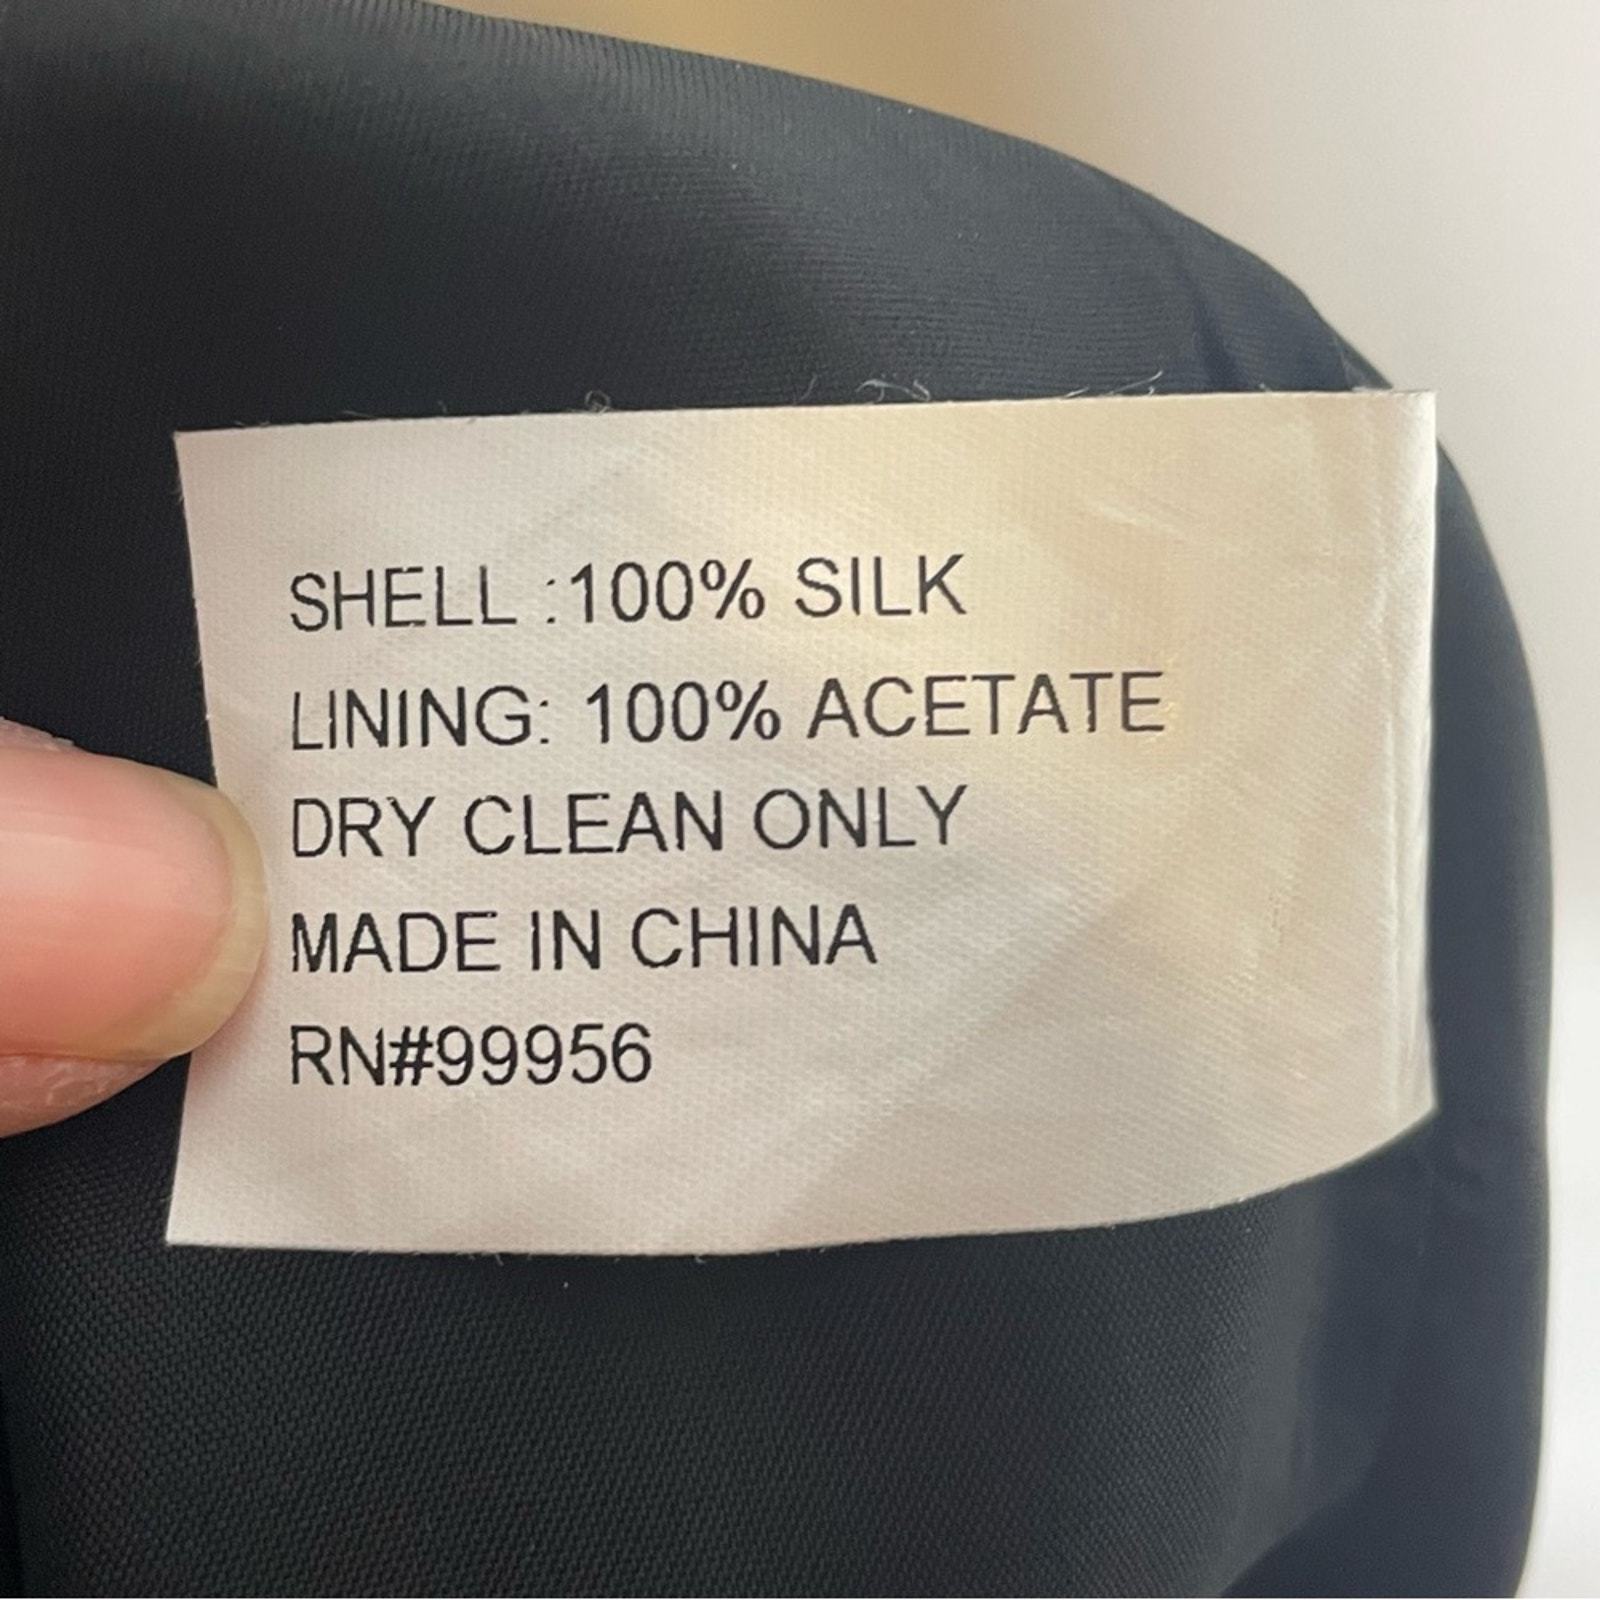 SHELL :100% SILK
LINING: 100% ACETATE
DRY CLEAN ONLY
MADE IN CHINA
RN#99956